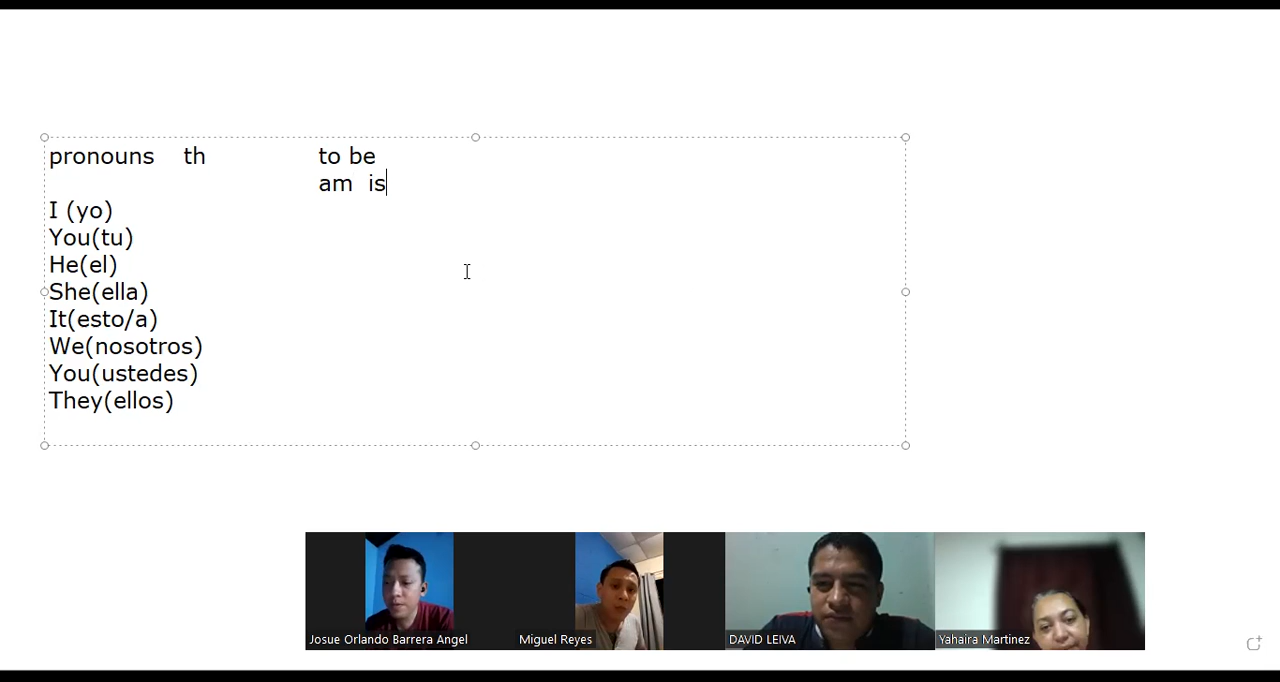 pronouns th to be
am is
I (yo)
You(tu)
He(el)
She(ella)
It(esto/a)
We(nosotros)
You(ustedes)
They(ellos)
Josue Orlando Barrera Angel
Miguel Reyes
DAVID LEIVA
Yahaira Martinez